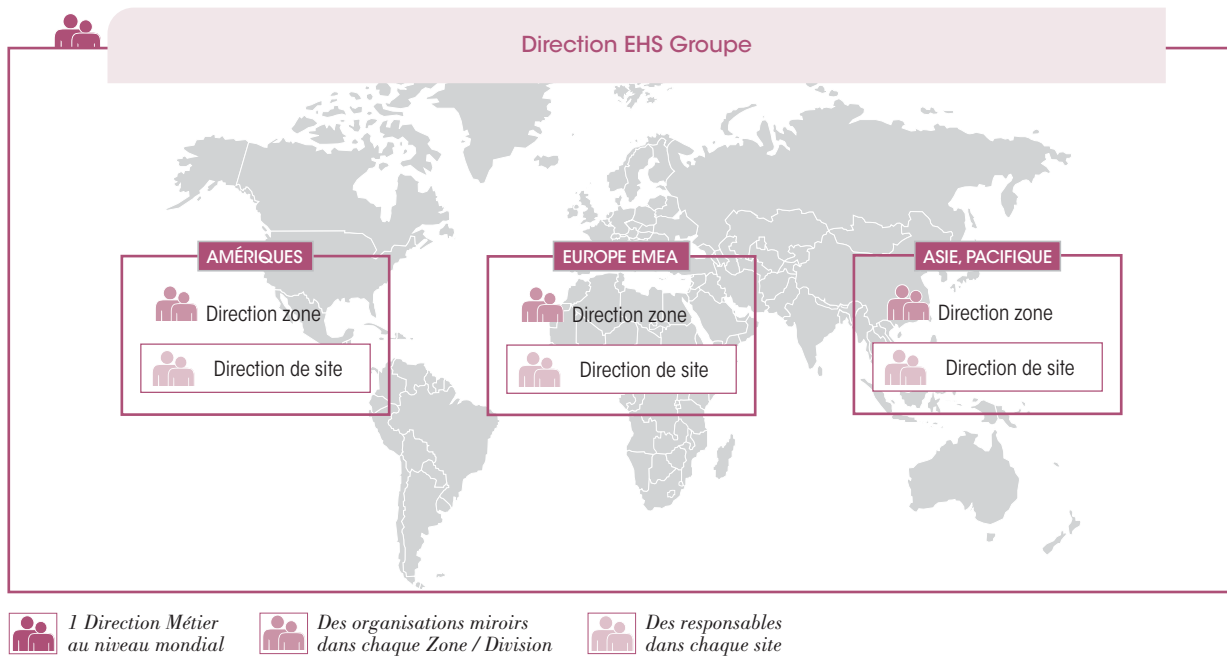 Direction EHS Groupe
AMÉRIQUES
Direction zone
Direction de site
EUROPE EMEA
Direction zone
Direction de site
ASIE, PACIFIQUE
Direction zone
Direction de site
1 Direction Métier
au niveau mondial
Des organisations miroirs
dans chaque Zone / Division
Des responsables
dans chaque site